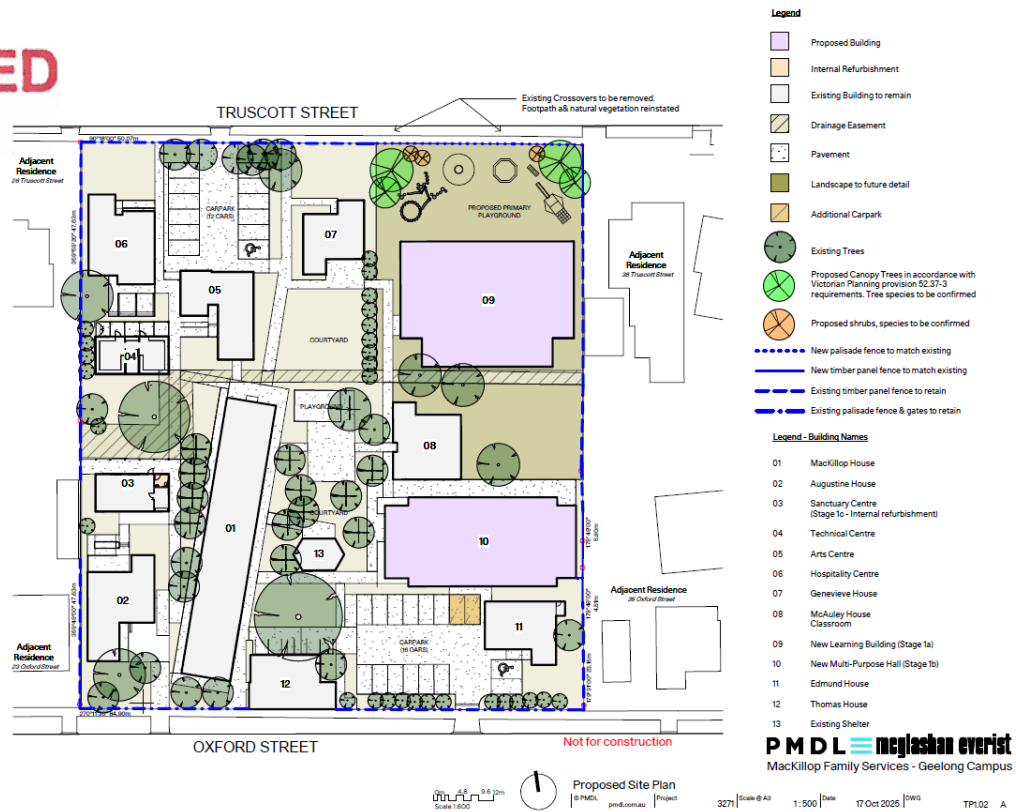 ED
TRUSCOTT STREET
Existing Crossovers to be removed.
Footpath a& natural vegetation reinstated
Adjacent
Residence
26 Truscott Street
CARPARK
(12 CARS)
PROPOSED PRIMARY
PLAYGROUND
06
07
05
09
04
COURTYARD
PLAYGROUND
08
03
01
COURTYARD
13
10
02
11
12
CARPARK
(16 CARS)
Adjacent
Residence
38 Truscott Street
Adjacent Residence
36 Oxford Street
Adjacent
Residence
23 Oxford Street
OXFORD STREET
Not for construction
Legend
Proposed Building
Internal Refurbishment
Existing Building to remain
Drainage Easement
Pavement
Landscape to future detail
Additional Carpark
Existing Trees
Proposed Canopy Trees in accordance with
Victorian Planning provision 52.37-3
requirements. Tree species to be confirmed
Proposed shrubs, species to be confirmed
New palisade fence to match existing
New timber panel fence to match existing
Existing timber panel fence to retain
Existing palisade fence & gates to retain
Legend - Building Names
01 MacKillop House
02 Augustine House
03 Sanctuary Centre
(Stage 1c - Internal refurbishment)
04 Technical Centre
05 Arts Centre
06 Hospitality Centre
07 Genevieve House
08 McAuley House
Classroom
09 New Learning Building (Stage 1a)
10 New Multi-Purpose Hall (Stage 1b)
11 Edmund House
12 Thomas House
13 Existing Shelter
PMDL mcglashan everist
MacKillop Family Services - Geelong Campus
0m 4.8 9.6 12m
Scale 1:600
Proposed Site Plan
© PMDL pmdl.com.au Project 3271 Scale @ A3 1:500 Date 17 Oct 2025 DWG TP1.02 A